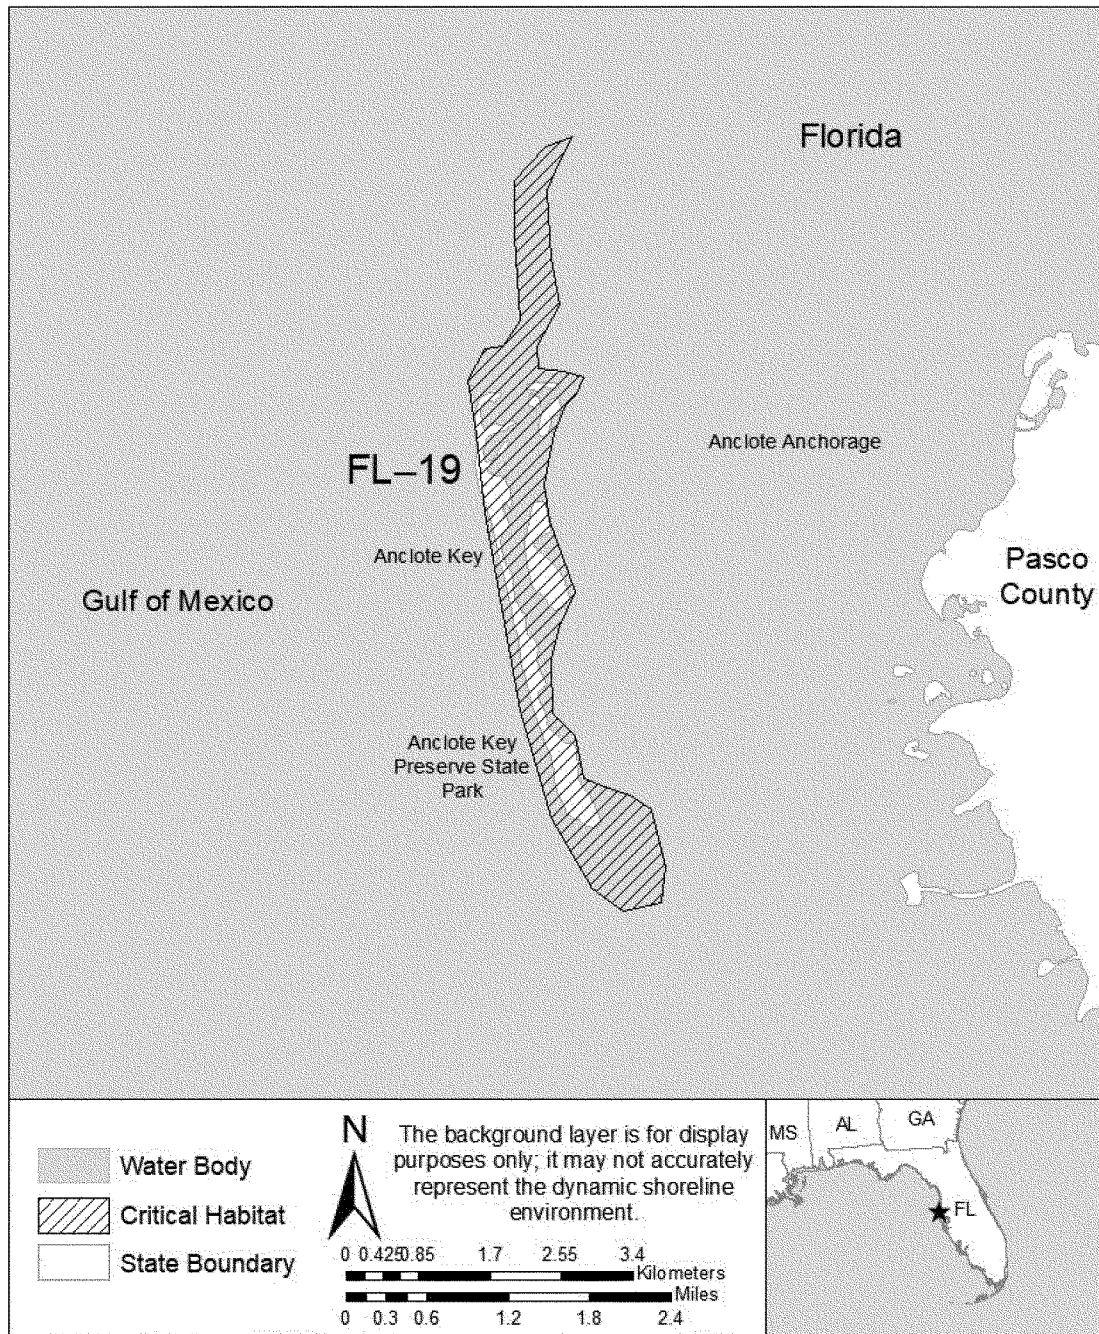 Florida
Anclote Anchorage
FL–19
Anclote Key
Pasco
County
Gulf of Mexico
Anclote Key
Preserve State
Park
Water Body
Critical Habitat
State Boundary
N
The background layer is for display
purposes only; it may not accurately
represent the dynamic shoreline
environment.
0 0.425 0.85 1.7 2.55 3.4
Kilometers
Miles
0 0.3 0.6 1.2 1.8 2.4
MS AL GA
FL